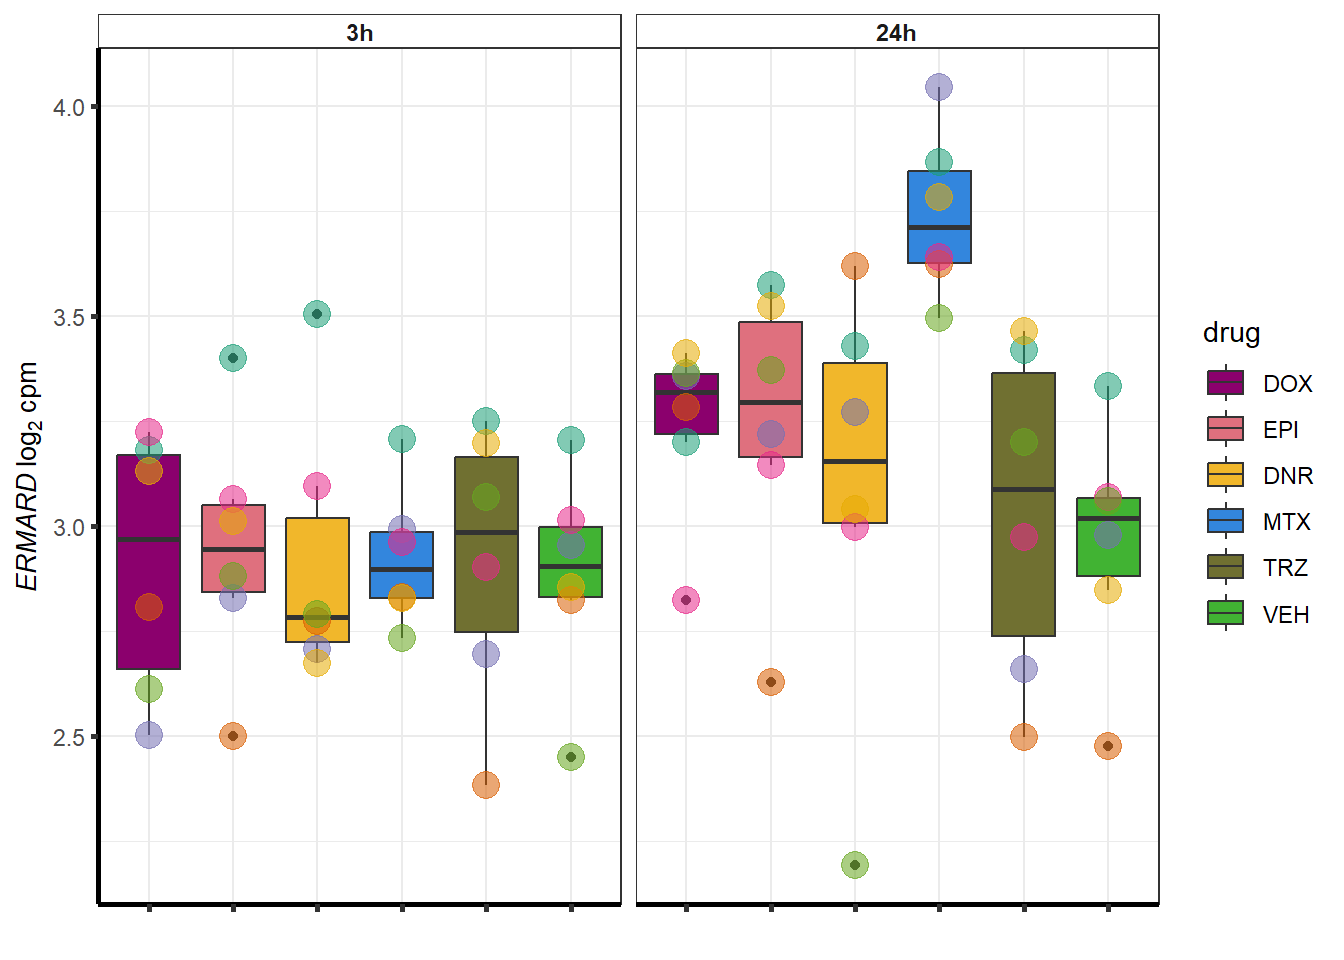 3h
24h
4.0
3.5
3.0
2.5
ERMARD log₂ cpm
drug
DOX
EPI
DNR
MTX
TRZ
VEH